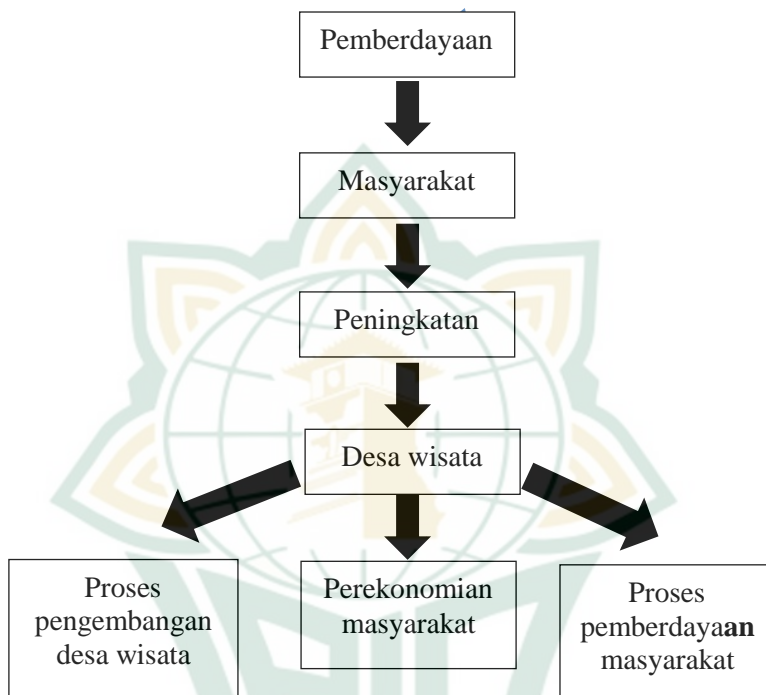 Pemberdayaan
Masyarakat
Peningkatan
Desa wisata
Proses
pengembangan
desa wisata
Perekonomian
masyarakat
Proses
pemberdayaan
masyarakat